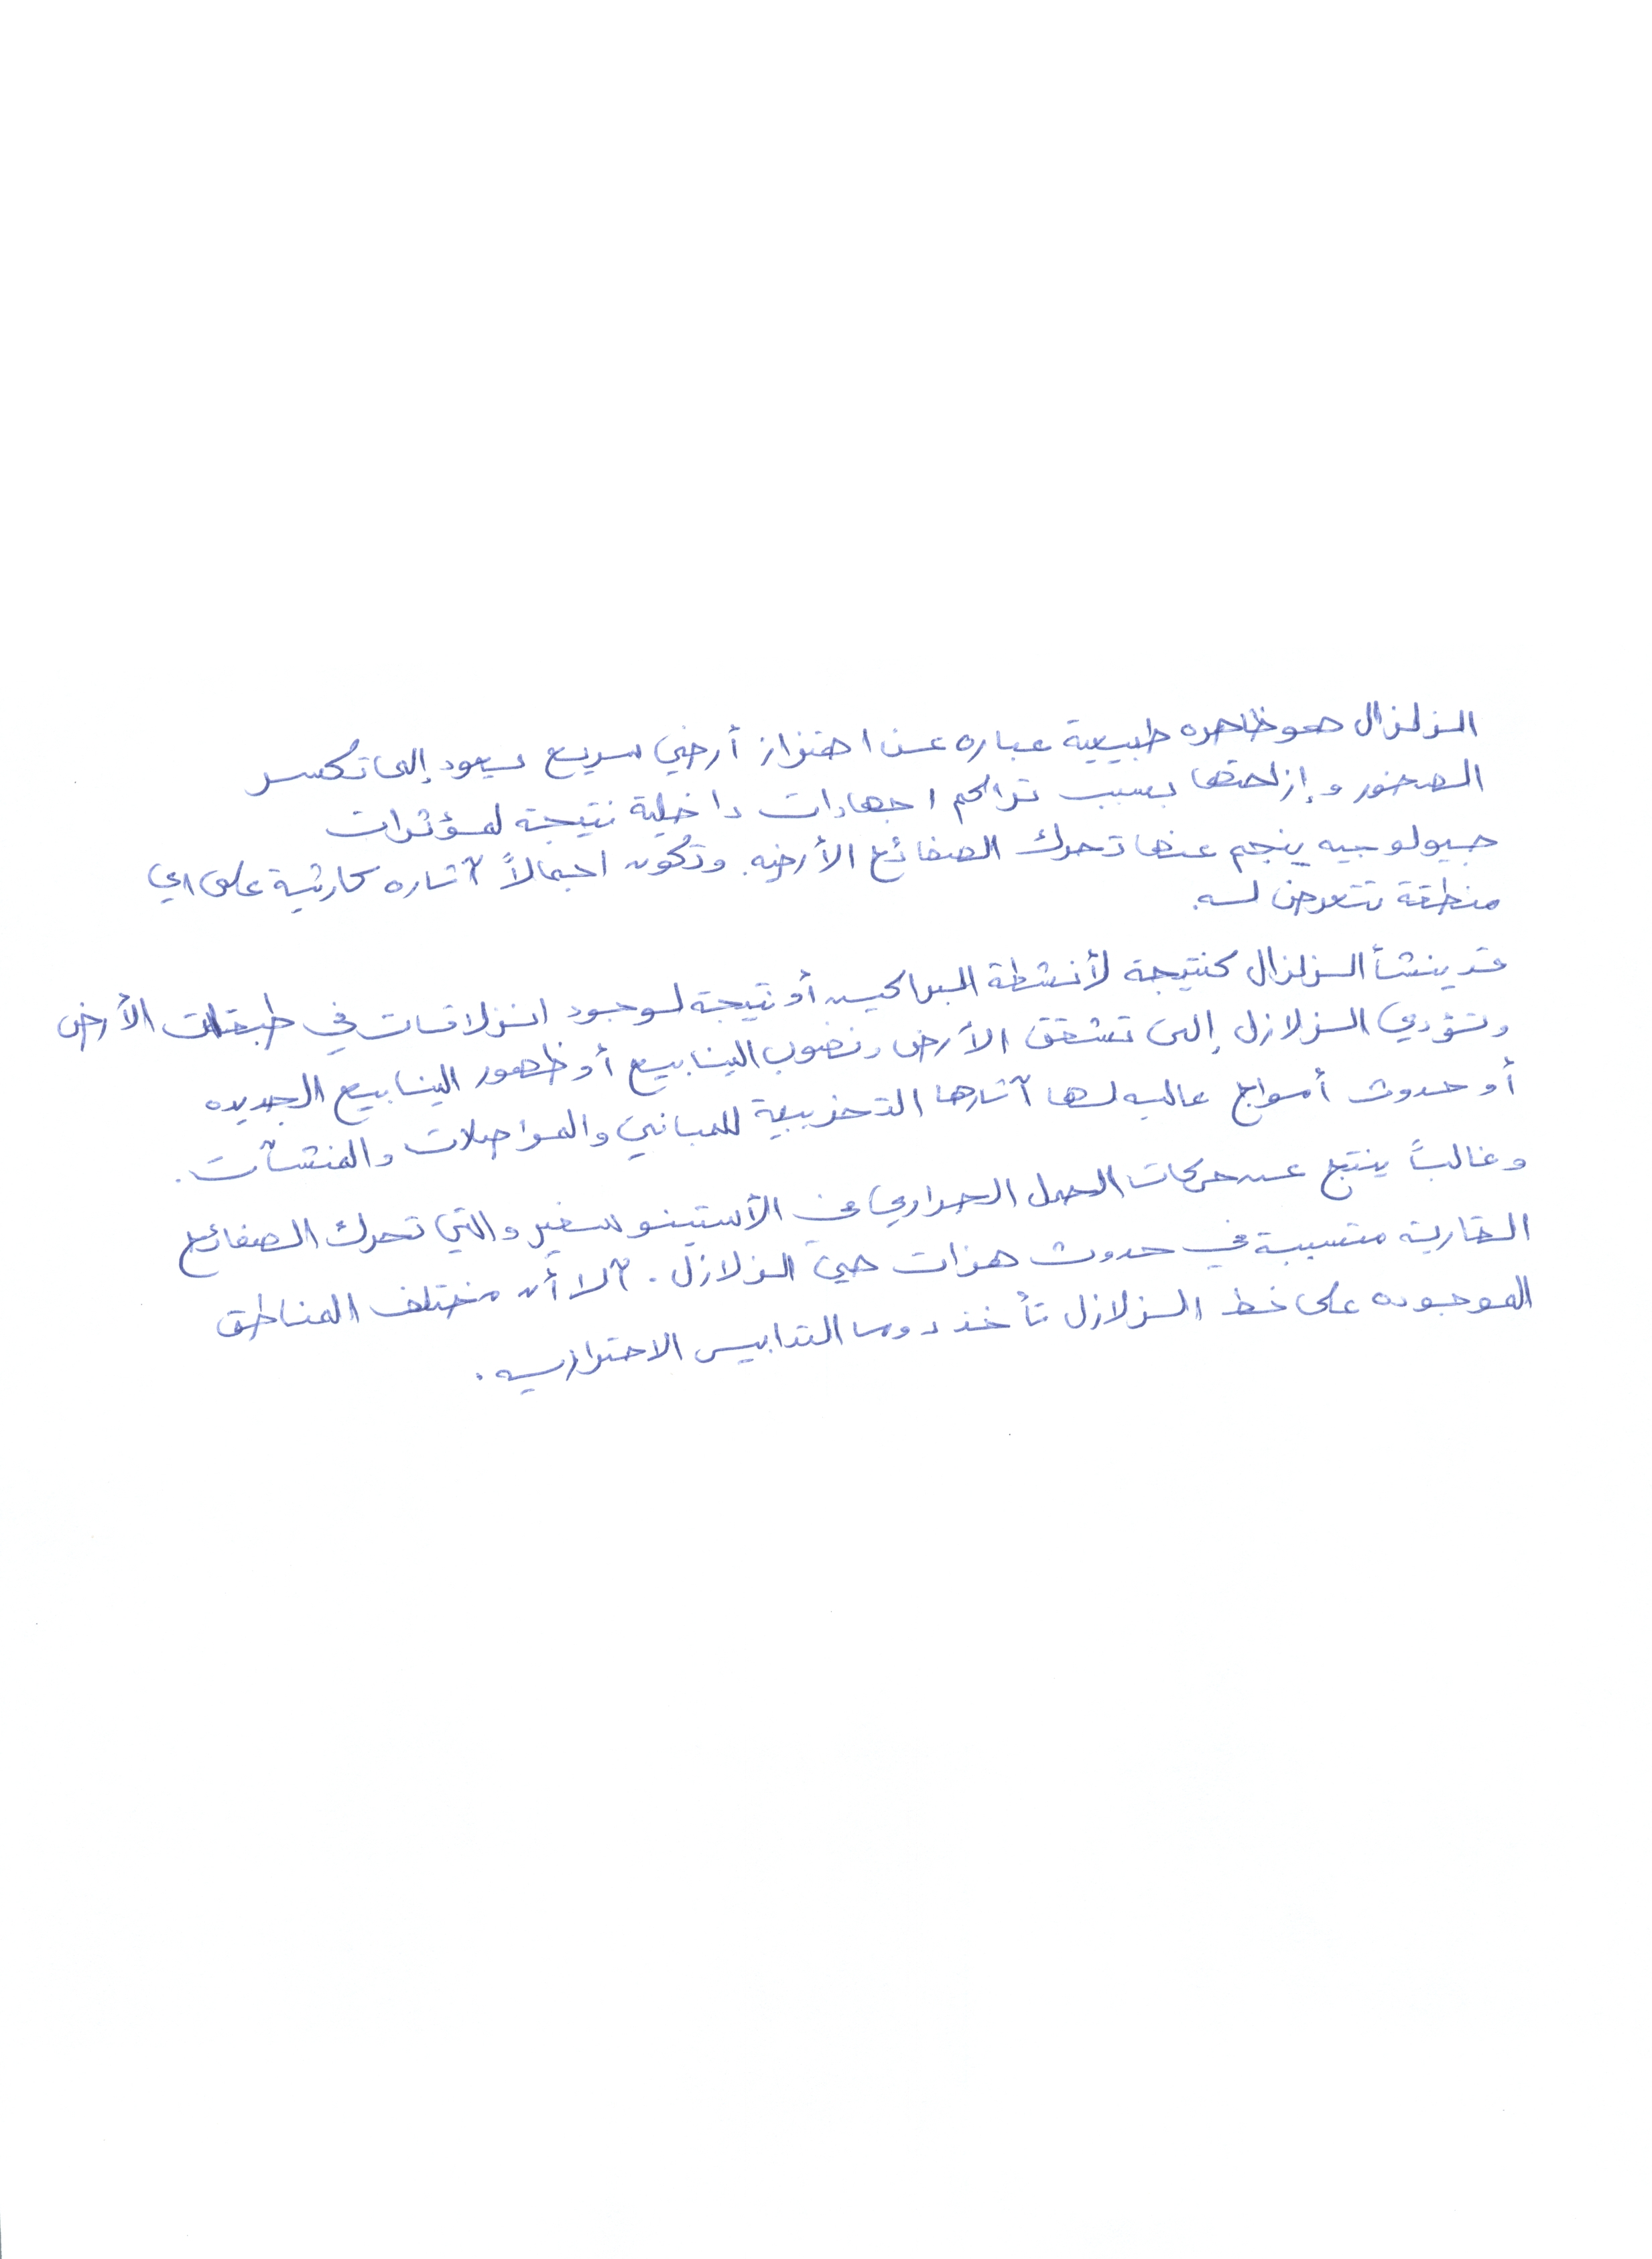 الزلزال هو ظاهره طبيعية عباره عن اهتزاز أرضي سريع يعود إلى تكسر
الصخور وإزاحتها بسبب تراكم اجهادات داخلية نتيجة لمؤثرات
جيولوجيه ينجم عنها تحرك الصفائح الأرضيه. وتكون اجمالاً آثاره كارثية على اي
منطقة تتعرض له.
قد ينشأ الزلزال كنتيجة لأنشطة البراكين أو نتيجة لوجود انزلاقات في طبقات الأرض
وتؤدي الزلازل إلى تشقق الأرض ونضوب الينابيع أو ظهور الينابيع الجديده
أو حدوث أمواج عاليه لها آثارها التخريبية للمباني والمواصلات والمنشآت.
وغالباً ينتج عن حركات الحمل الحراري في الأستينوسفير والتي تحرك الصفائح
القارية متسببة في حدوث هزات هي الزلازل. آلا أن مختلف المناطق
الموجوده على خط الزلازل تأخذ دوما التدابير الاحترازيه.